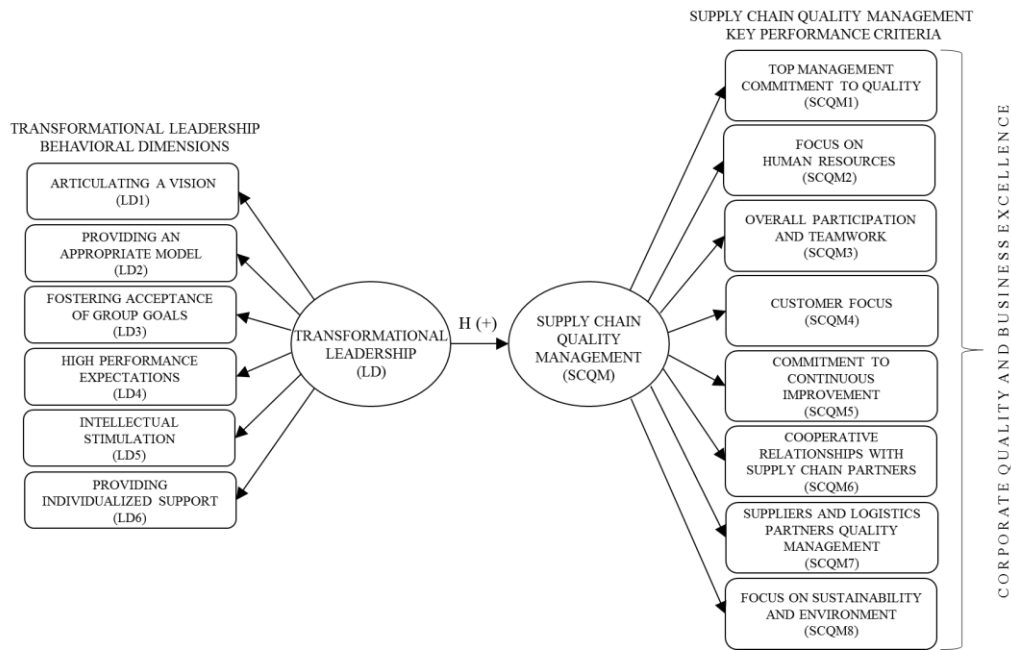 TRANSFORMATIONAL LEADERSHIP
BEHAVIORAL DIMENSIONS
ARTICULATING A VISION
(LD1)
PROVIDING AN
APPROPRIATE MODEL
(LD2)
FOSTERING ACCEPTANCE
OF GROUP GOALS
(LD3)
HIGH PERFORMANCE
EXPECTATIONS
(LD4)
INTELLECTUAL
STIMULATION
(LD5)
PROVIDING
INDIVIDUALIZED SUPPORT
(LD6)
TRANSFORMATIONAL
LEADERSHIP
(LD)
H (+)
SUPPLY CHAIN
QUALITY
MANAGEMENT
(SCQM)
SUPPLY CHAIN QUALITY MANAGEMENT
KEY PERFORMANCE CRITERIA
TOP MANAGEMENT
COMMITMENT TO QUALITY
(SCQM1)
FOCUS ON
HUMAN RESOURCES
(SCQM2)
OVERALL PARTICIPATION
AND TEAMWORK
(SCQM3)
CUSTOMER FOCUS
(SCQM4)
COMMITMENT TO
CONTINUOUS
IMPROVEMENT
(SCQM5)
COOPERATIVE
RELATIONSHIPS WITH
SUPPLY CHAIN PARTNERS
(SCQM6)
SUPPLIERS AND LOGISTICS
PARTNERS QUALITY
MANAGEMENT
(SCQM7)
FOCUS ON SUSTAINABILITY
AND ENVIRONMENT
(SCQM8)
CORPORATE QUALITY AND BUSINESS EXCELLENCE